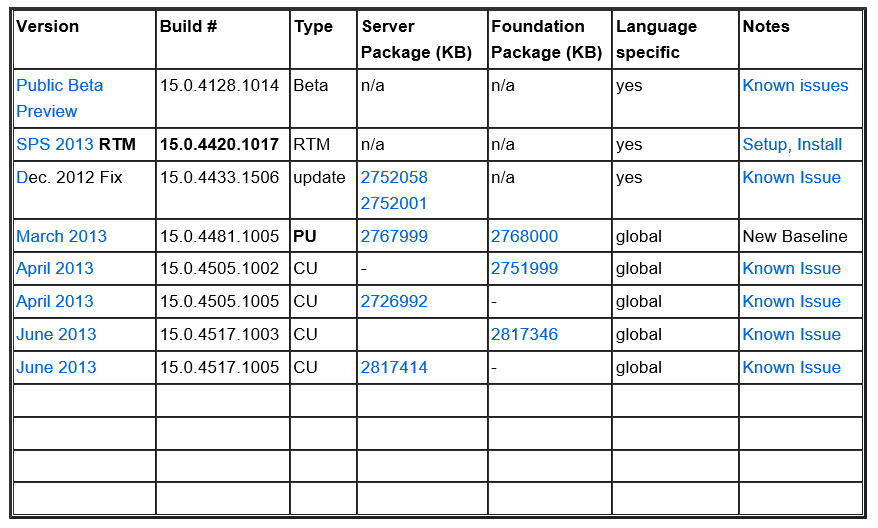 Version Build # Type Server Foundation Language Notes
Package (KB) Package (KB) specific
Public Beta 15.0.4128.1014 Beta n/a n/a yes Known issues
Preview
SPS 2013 RTM 15.0.4420.1017 RTM n/a n/a yes Setup, Install
Dec. 2012 Fix 15.0.4433.1506 update 2752058 n/a yes Known Issue
2752001
March 2013 15.0.4481.1005 PU 2767999 2768000 global New Baseline
April 2013 15.0.4505.1002 CU - 2751999 global Known Issue
April 2013 15.0.4505.1005 CU 2726992 - global Known Issue
June 2013 15.0.4517.1003 CU 2817346 global Known Issue
June 2013 15.0.4517.1005 CU 2817414 - global Known Issue